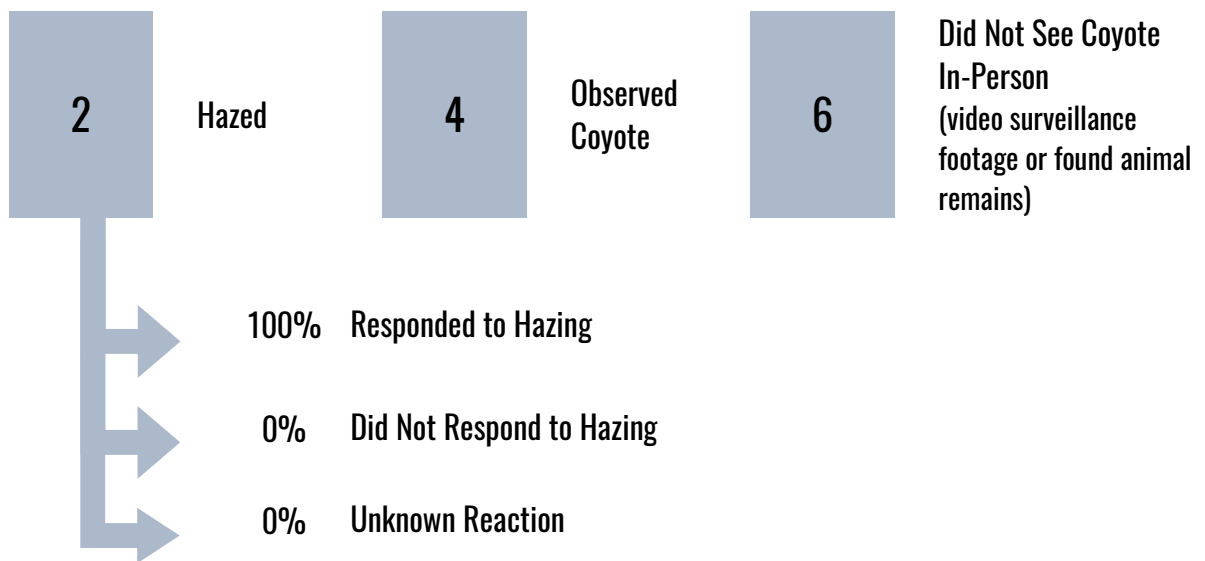 2
Hazed
4
Observed
Coyote
6
Did Not See Coyote
In-Person
(video surveillance
footage or found animal
remains)
100% Responded to Hazing
0% Did Not Respond to Hazing
0% Unknown Reaction